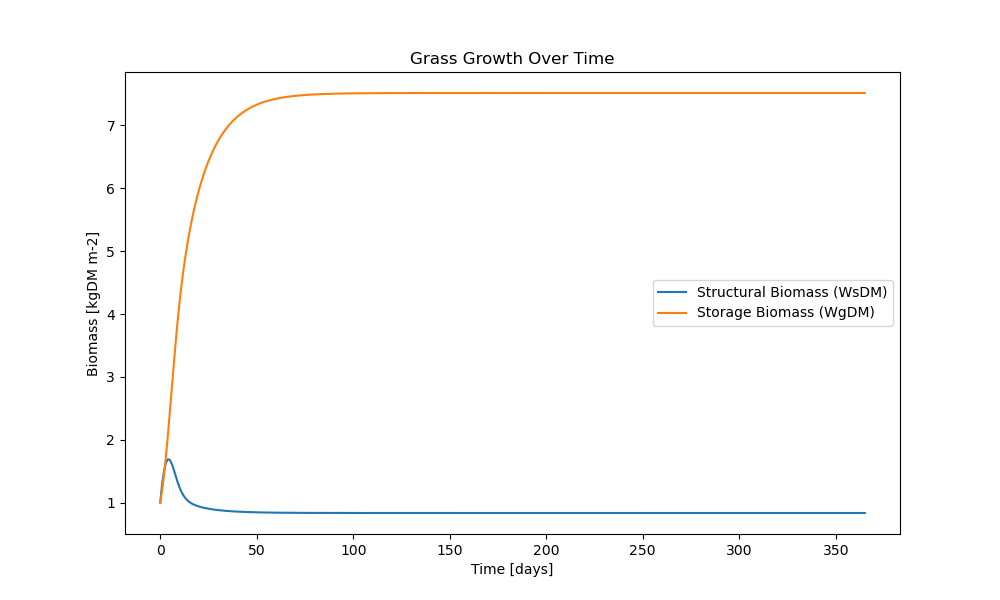 Grass Growth Over Time
Biomass [kgDM m-2]
7
6
5
4
3
2
1
Structural Biomass (WsDM)
Storage Biomass (WgDM)
0 50 100 150 200 250 300 350
Time [days]